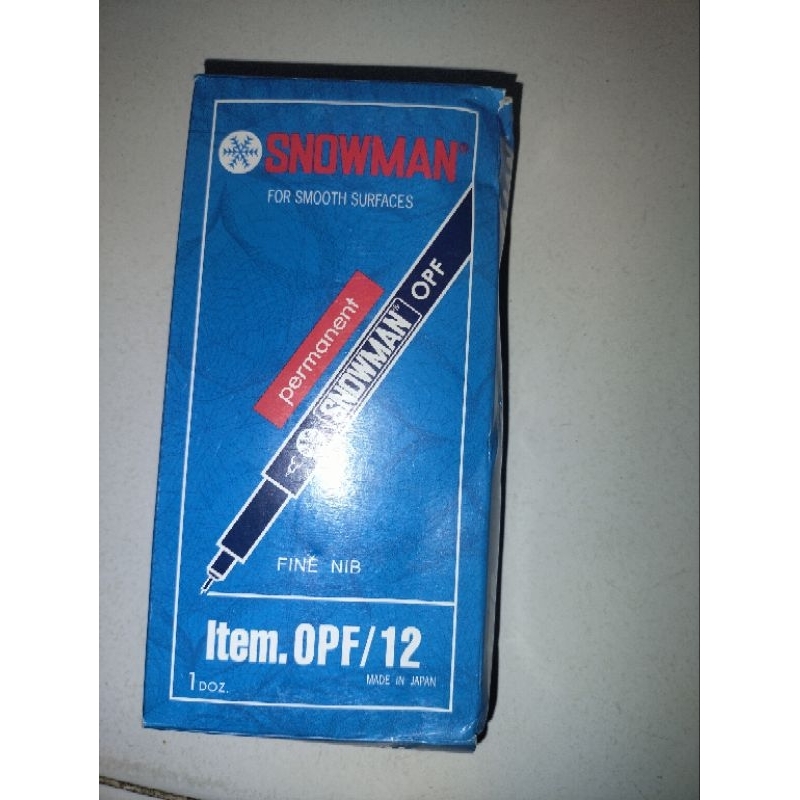 SNOWMAN®
FOR SMOOTH SURFACES
permanent
SNOWMAN OPF
FINE NIB
Item. OPF/12
1 DOZ.
MADE IN JAPAN